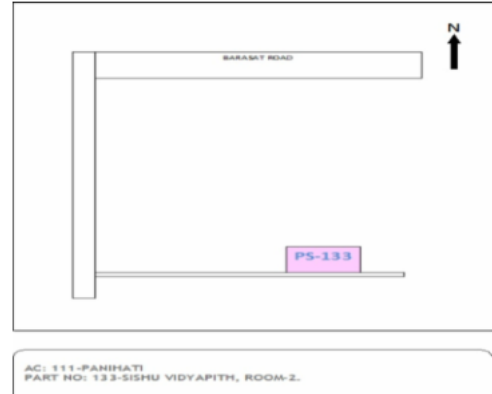 N
BARASAT ROAD
PS-133
AC: 111-PANIHATI
PART NO: 133-SISHU VIDYAPITH, ROOM-2.